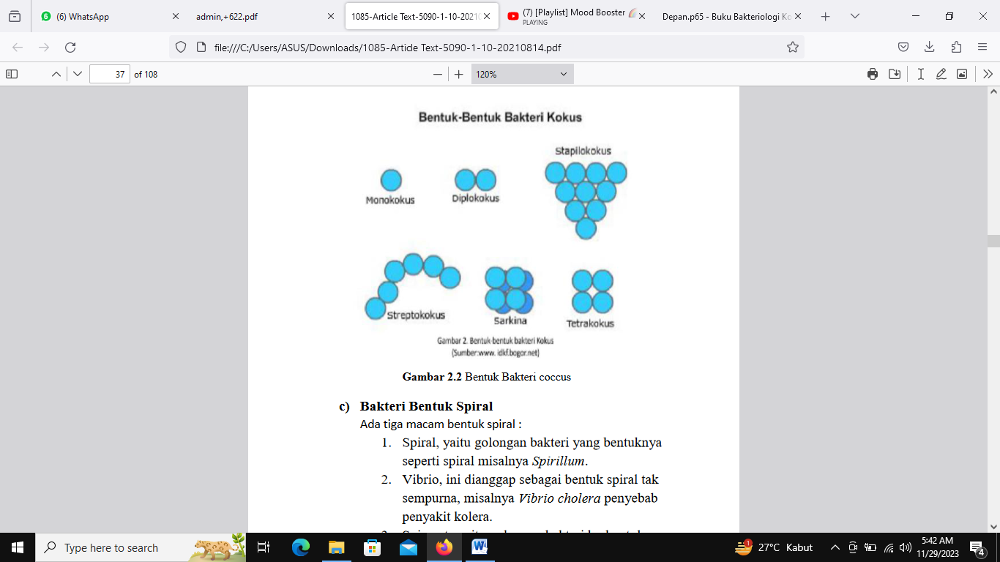 (6) WhatsApp
admin,+622.pdf
1085-Article Text-5090-1-10-20210
(7) [Playlist] Mood Booster 🌈
PLAYING
Depan.p65 - Buku Bakteriologi Ko
file:///C:/Users/ASUS/Downloads/1085-Article Text-5090-1-10-20210814.pdf
37 of 108
120%
Bentuk-Bentuk Bakteri Kokus
Stapilokokus
Monokokus
Diplokokus
Streptokokus
Sarkina
Tetrakokus
Gambar 2. Bentuk-bentuk bakteri Kokus
(Sumber:www. idkf.bogor.net)
Gambar 2.2 Bentuk Bakteri coccus
c) Bakteri Bentuk Spiral
Ada tiga macam bentuk spiral :
1. Spiral, yaitu golongan bakteri yang bentuknya
seperti spiral misalnya Spirillum.
2. Vibrio, ini dianggap sebagai bentuk spiral tak
sempurna, misalnya Vibrio cholera penyebab
penyakit kolera.
Type here to search
27°C Kabut
5:42 AM
11/29/2023
4